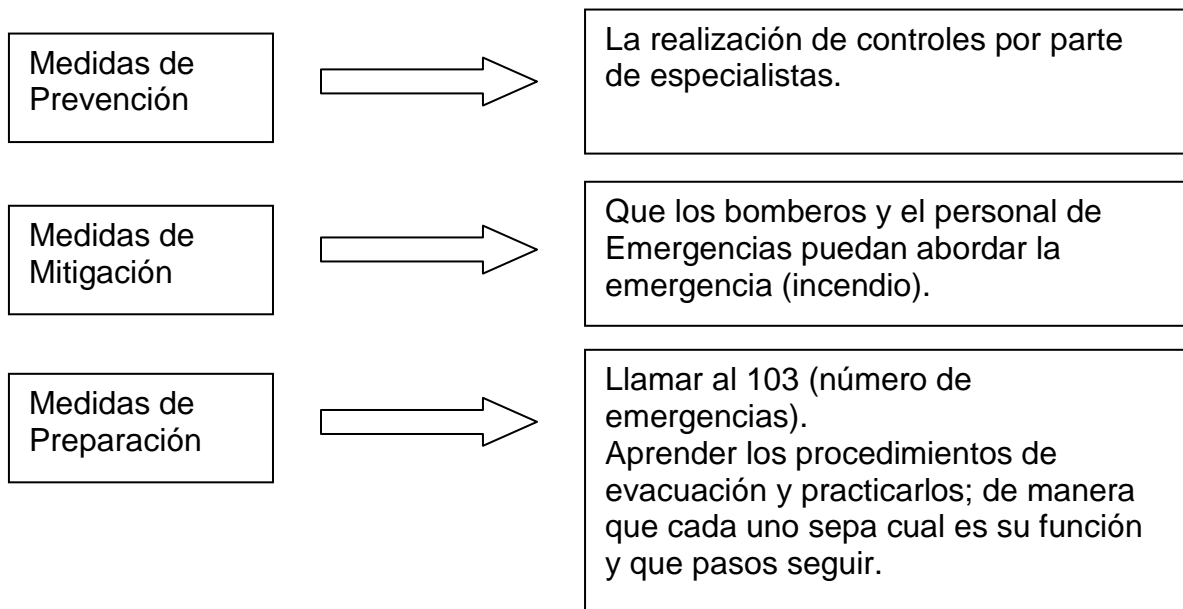 Medidas de
Prevención
La realización de controles por parte
de especialistas.
Medidas de
Mitigación
Que los bomberos y el personal de
Emergencias puedan abordar la
emergencia (incendio).
Medidas de
Preparación
Llamar al 103 (número de
emergencias).
Aprender los procedimientos de
evacuación y practicarlos; de manera
que cada uno sepa cual es su función
y que pasos seguir.